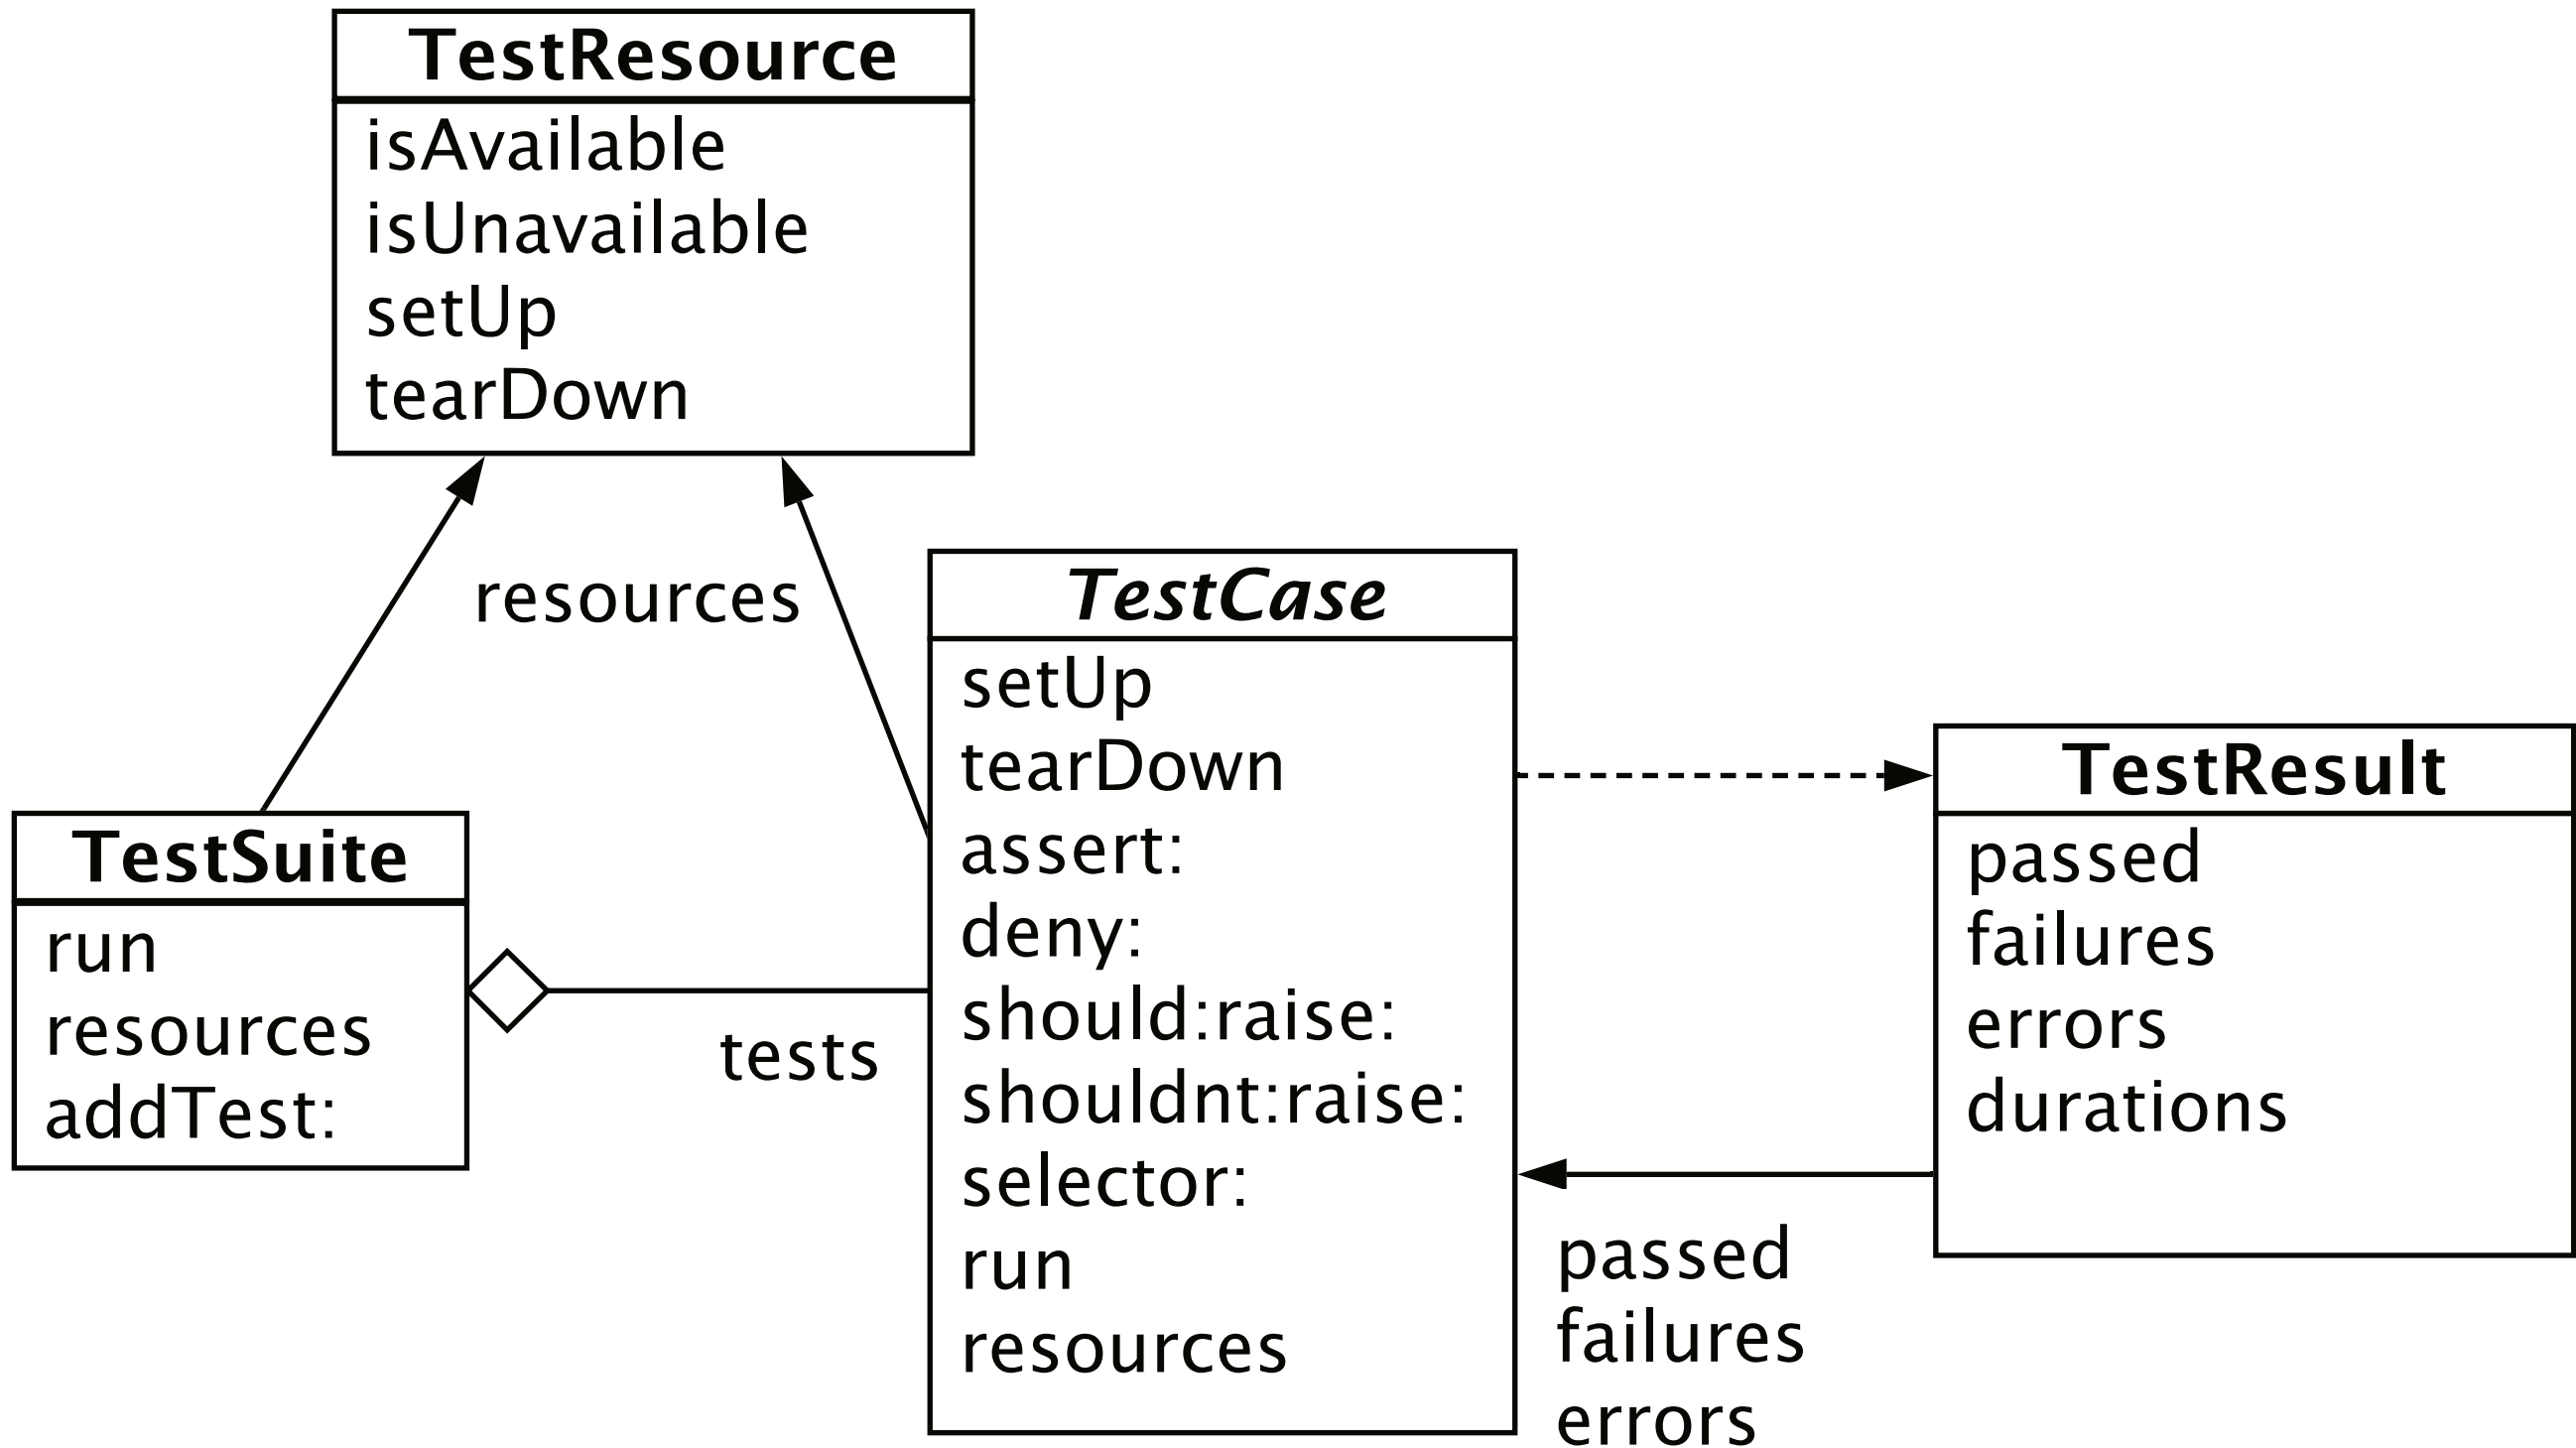 TestResource
isAvailable
isUnavailable
setUp
tearDown
resources
TestCase
setUp
tearDown
assert:
deny:
should:raise:
shouldnt:raise:
selector:
run
resources
TestSuite
run
resources
addTest:
tests
TestResult
passed
failures
errors
durations
passed
failures
errors